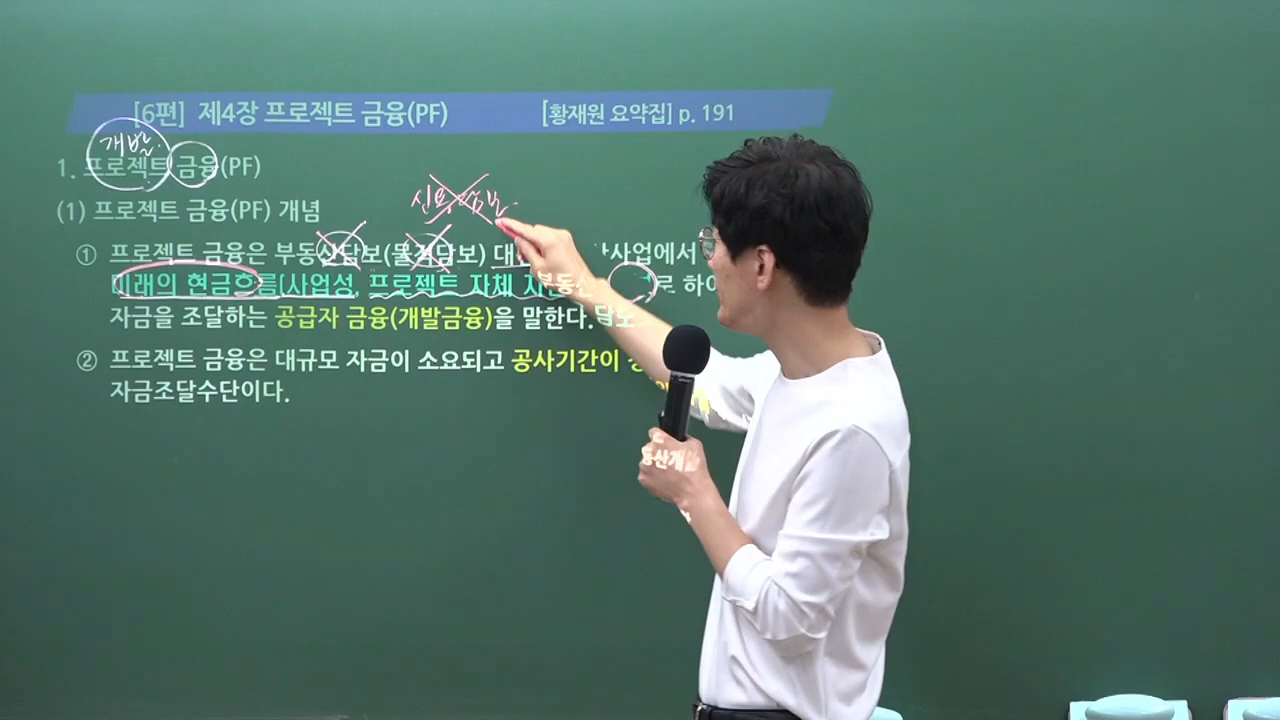 [6편] 제4장 프로젝트 금융(PF) [황재원 요약집] p. 191
개발
1. 프로젝트 금융(PF)
신용
(1) 프로젝트 금융(PF) 개념
① 프로젝트 금융은 부동산담보(물적담보) 사업에서
미래의 현금흐름(사업성, 프로젝트 자체 하
자금을 조달하는 공급자 금융(개발금융)을 말한다.
② 프로젝트 금융은 대규모 자금이 소요되고 공사기간이
자금조달수단이다.